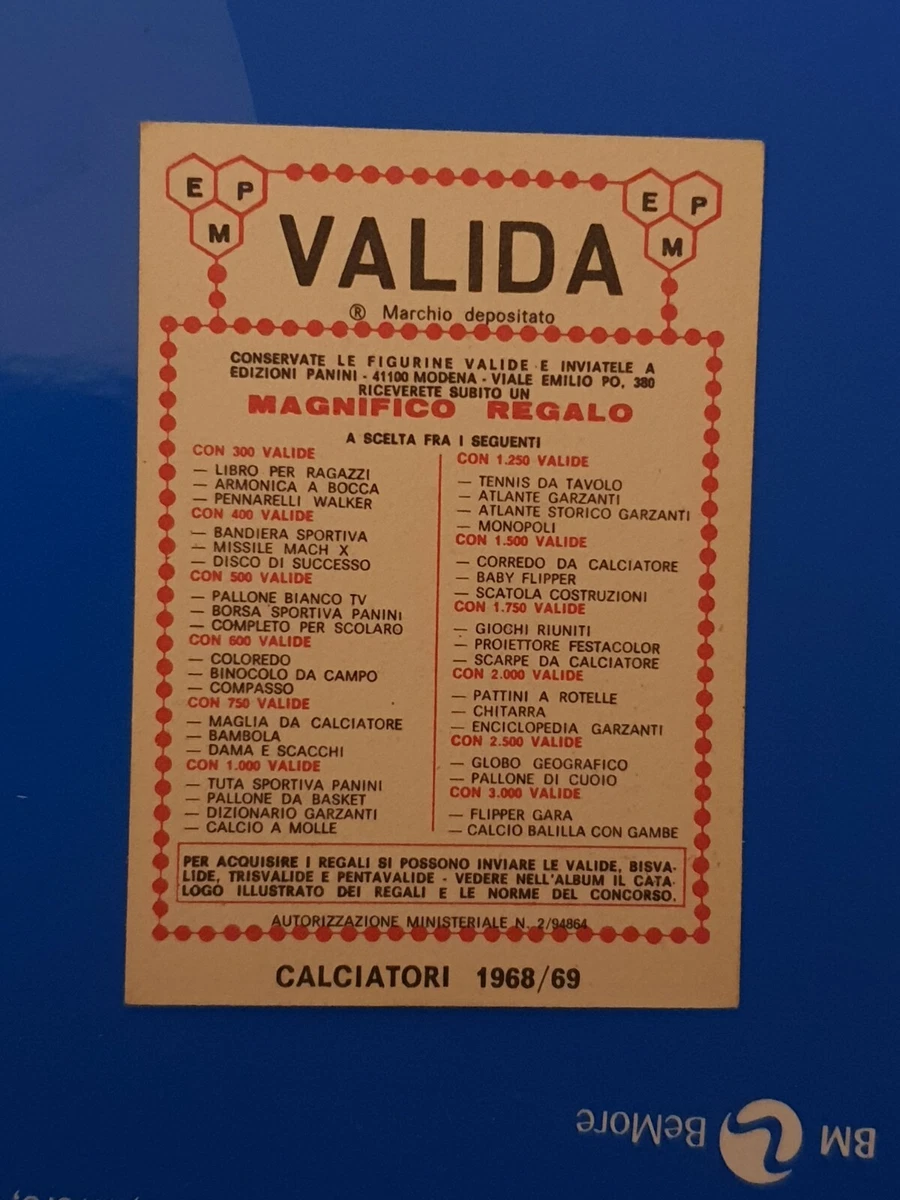 E P E P
M M
VALIDA
® Marchio depositato
CONSERVATE LE FIGURINE VALIDE E INVIATELE A
EDIZIONI PANINI - 41100 MODENA - VIALE EMILIO PO, 380
RICEVERETE SUBITO UN
MAGNIFICO REGALO
A SCELTA FRA I SEGUENTI
CON 300 VALIDE
— LIBRO PER RAGAZZI
— ARMONICA A BOCCA
— PENNARELLI WALKER
CON 400 VALIDE
— BANDIERA SPORTIVA
— MISSILE MACH X
— DISCO DI SUCCESSO
CON 500 VALIDE
— PALLONE BIANCO TV
— BORSA SPORTIVA PANINI
— COMPLETO PER SCOLARO
CON 600 VALIDE
— COLOREDO
— BINOCOLO DA CAMPO
— COMPASSO
CON 750 VALIDE
— MAGLIA DA CALCIATORE
— BAMBOLA
— DAMA E SCACCHI
CON 1.000 VALIDE
— TUTA SPORTIVA PANINI
— PALLONE DA BASKET
— DIZIONARIO GARZANTI
— CALCIO A MOLLE
CON 1.250 VALIDE
— TENNIS DA TAVOLO
— ATLANTE GARZANTI
— ATLANTE STORICO GARZANTI
— MONOPOLI
CON 1.500 VALIDE
— CORREDO DA CALCIATORE
— BABY FLIPPER
— SCATOLA COSTRUZIONI
CON 1.750 VALIDE
— GIOCHI RIUNITI
— PROIETTORE FESTACOLOR
— SCARPE DA CALCIATORE
CON 2.000 VALIDE
— PATTINI A ROTELLE
— CHITARRA
— ENCICLOPEDIA GARZANTI
CON 2.500 VALIDE
— GLOBO GEOGRAFICO
— PALLONE DI CUOIO
CON 3.000 VALIDE
— FLIPPER GARA
— CALCIO BALILLA CON GAMBE
PER ACQUISIRE I REGALI SI POSSONO INVIARE LE VALIDE, BISVA-
LIDE, TRISVALIDE E PENTAVALIDE - VEDERE NELL'ALBUM IL CATA-
LOGO ILLUSTRATO DEI REGALI E LE NORME DEL CONCORSO.
AUTORIZZAZIONE MINISTERIALE N. 2/94864
CALCIATORI 1968/69
BM BeMore